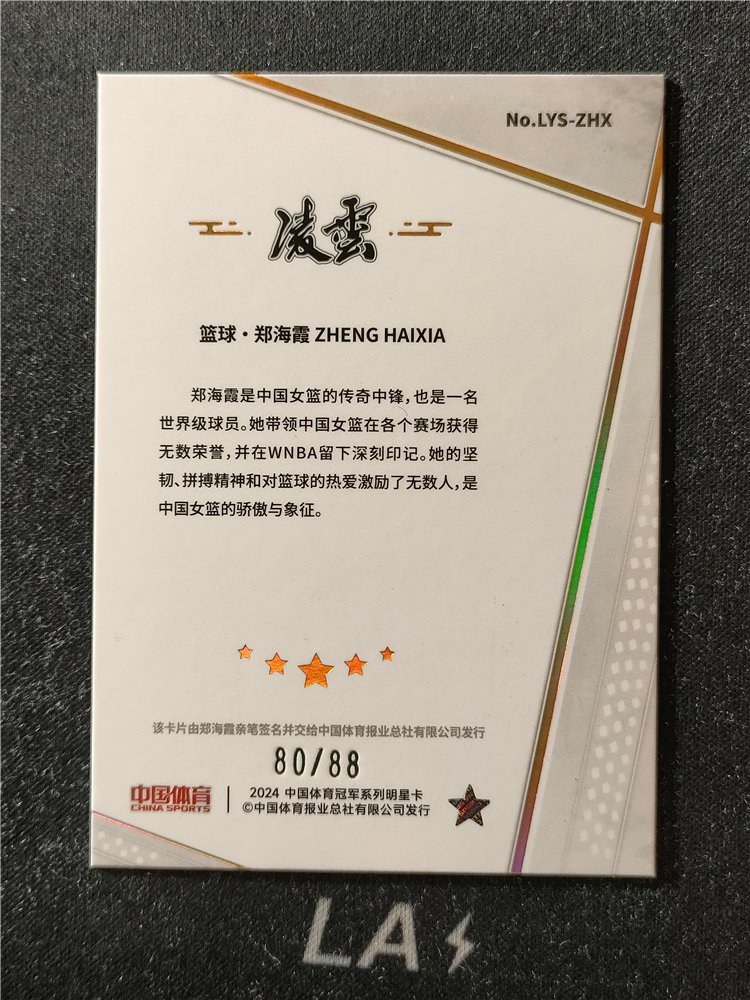 No.LYS-ZHX
凌雲
篮球·郑海霞 ZHENG HAIXIA
郑海霞是中国女篮的传奇中锋,也是一名
世界级球员。她带领中国女篮在各个赛场获得
无数荣誉,并在WNBA留下深刻印记。她的坚
韧、拼搏精神和对篮球的热爱激励了无数人,是
中国女篮的骄傲与象征。
该卡片由郑海霞亲笔签名并交给中国体育报业总社有限公司发行
80/88
中国体育
CHINA SPORTS
2024 中国体育冠军系列明星卡
©中国体育报业总社有限公司发行
LA